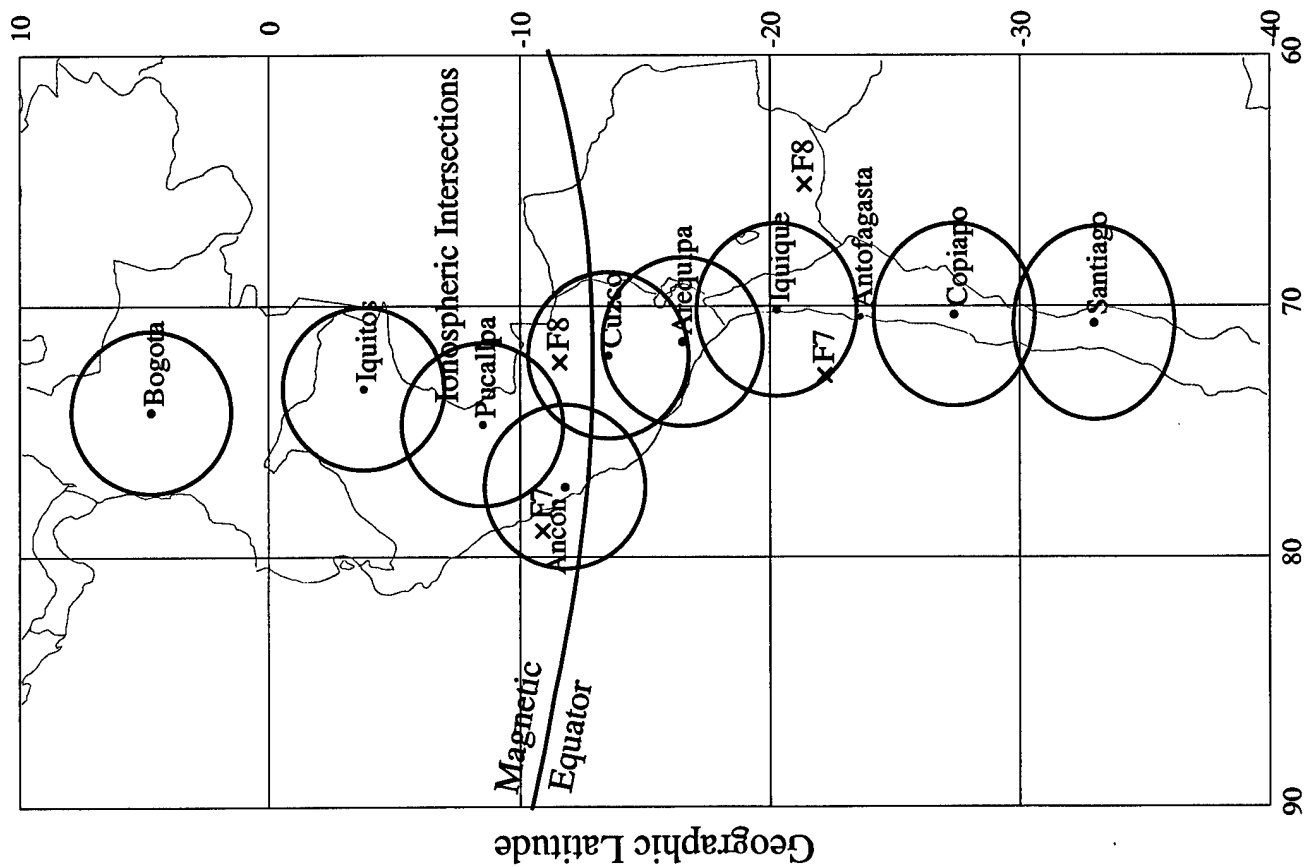 10
0
-10
-20
-30
-40
60
70
80
90
Geographic Latitude
Magnetic
Equator
Ionospheric Intersections
Bogota
Iquitos
Pucallpa
F7
Ancon
F8
Cuzco
Arequipa
Iquique
F7
F8
Antofagasta
Copiapo
Santiago